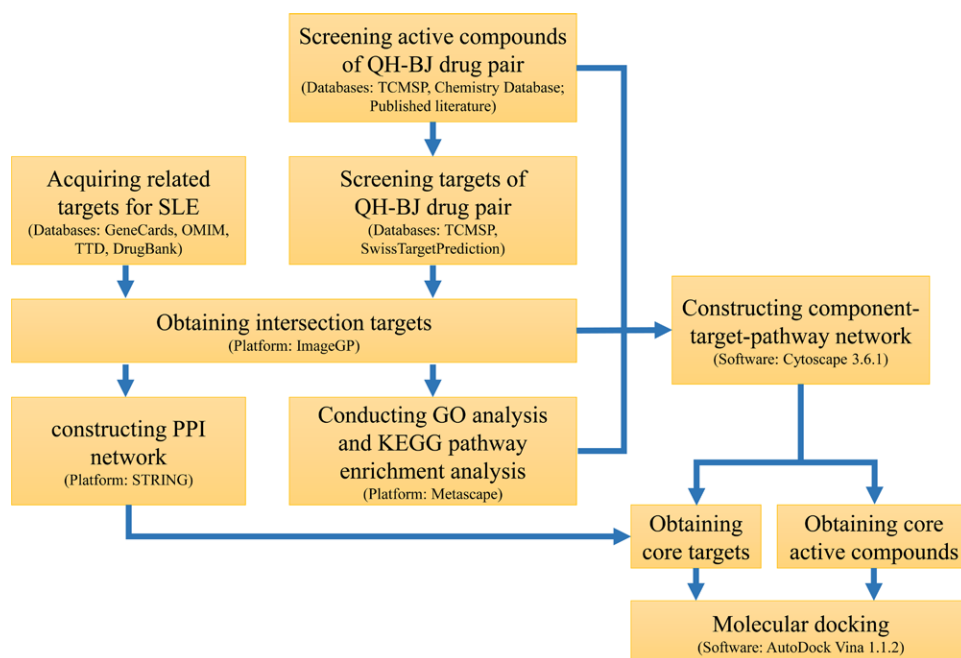 Screening active compounds
of QH-BJ drug pair
(Databases: TCMSP, Chemistry Database;
Published literature)
Acquiring related
targets for SLE
(Databases: GeneCards, OMIM,
TTD, DrugBank)
Screening targets of
QH-BJ drug pair
(Databases: TCMSP,
SwissTargetPrediction)
Obtaining intersection targets
(Platform: ImageGP)
Constructing component-
target-pathway network
(Software: Cytoscape 3.6.1)
constructing PPI
network
(Platform: STRING)
Conducting GO analysis
and KEGG pathway
enrichment analysis
(Platform: Metascape)
Obtaining
core targets
Obtaining core
active compounds
Molecular docking
(Software: AutoDock Vina 1.1.2)